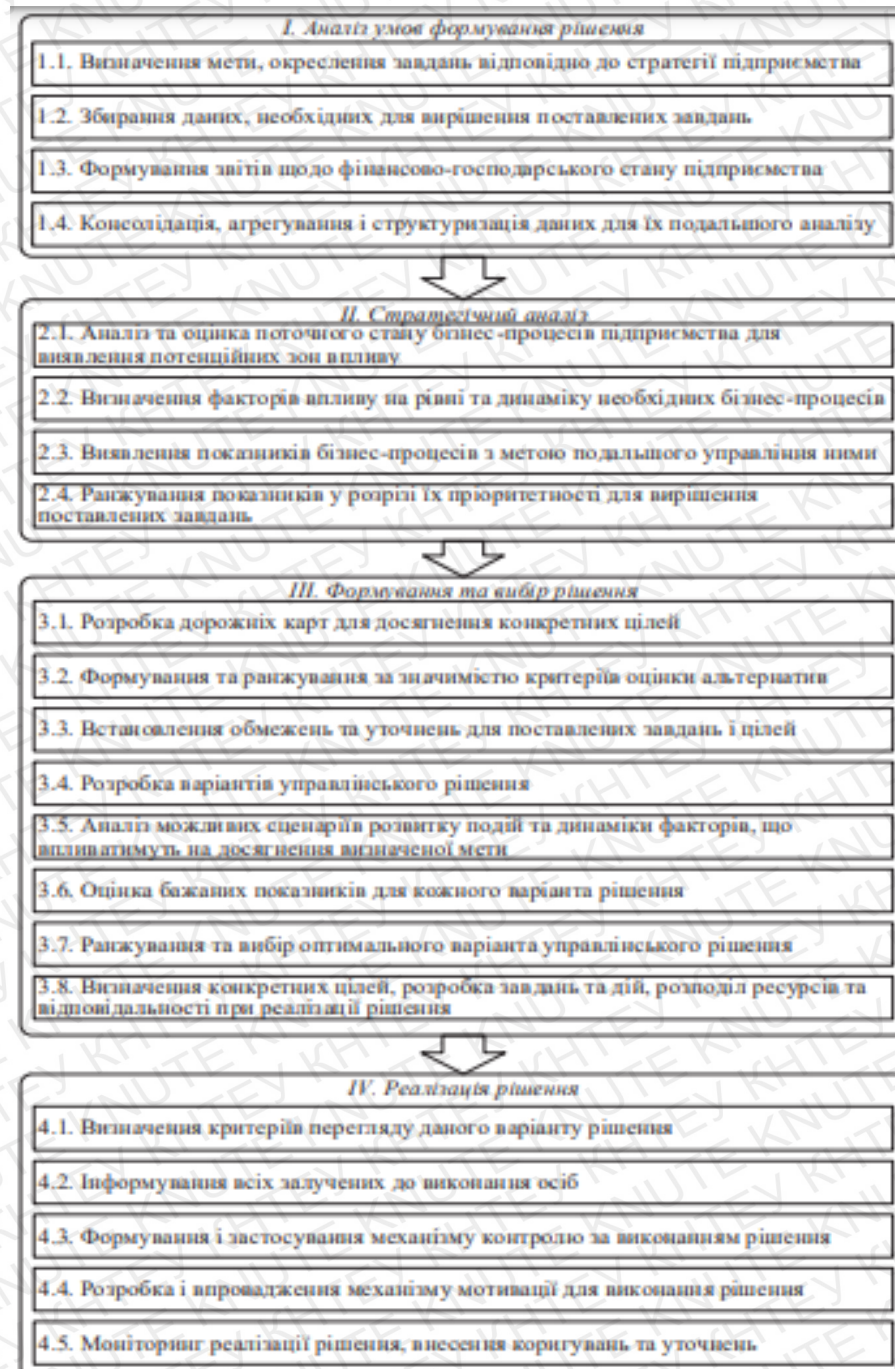 I. Аналіз умов формування рішення
1.1. Визначення мети, окреслення завдань відповідно до стратегії підприємства
1.2. Збирання даних, необхідних для вирішення поставлених завдань
1.3. Формування звітів щодо фінансово-господарського стану підприємства
1.4. Консолідація, агрегування і структуризація даних для їх подальшого аналізу
II. Стратегічний аналіз
2.1. Аналіз та оцінка поточного стану бізнес-процесів підприємства для
виявлення потенційних зон впливу
2.2. Визначення факторів впливу на рівні та динаміку необхідних бізнес-процесів
2.3. Виявлення показників бізнес-процесів з метою подальшого управління ними
2.4. Ранжування показників у розрізі їх пріоритетності для вирішення
поставлених завдань
III. Формування та вибір рішення
3.1. Розробка дорожніх карт для досягнення конкретних цілей
3.2. Формування та ранжування за значимістю критеріїв оцінки альтернатив
3.3. Встановлення обмежень та уточнень для поставлених завдань і цілей
3.4. Розробка варіантів управлінського рішення
3.5. Аналіз можливих сценаріїв розвитку подій та динаміки факторів, що
впливатимуть на досягнення визначеної мети
3.6. Оцінка бажаних показників для кожного варіанта рішення
3.7. Ранжування та вибір оптимального варіанта управлінського рішення
3.8. Визначення конкретних цілей, розробка завдань та дій, розподіл ресурсів та
відповідальності при реалізації рішення
IV. Реалізація рішення
4.1. Визначення критеріїв перегляду даного варіанту рішення
4.2. Інформування всіх залучених до виконання осіб
4.3. Формування і застосування механізму контролю за виконанням рішення
4.4. Розробка і впровадження механізму мотивації для виконання рішення
4.5. Моніторинг реалізації рішення, внесення коригувань та уточнень